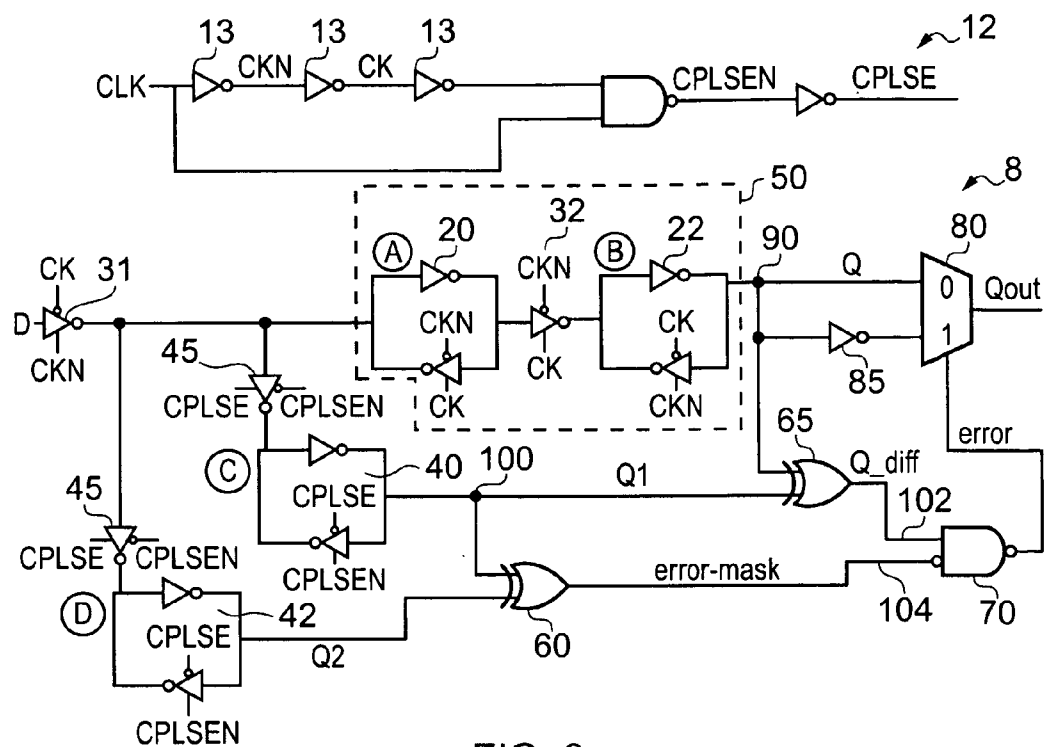 13
13
13
12
CLK
CKN
CK
CPLSEN
CPLSE
50
8
A
20
32
CKN
B
22
90
80
CK
31
Q
0
Qout
D
CKN
CKN
CK
CK
1
45
85
CPLSE
CPLSEN
CK
CKN
65
error
C
40
100
Q1
Q_diff
CPLSE
102
45
CPLSE
CPLSEN
CPLSEN
error-mask
D
42
60
104
70
CPLSE
Q2
CPLSEN